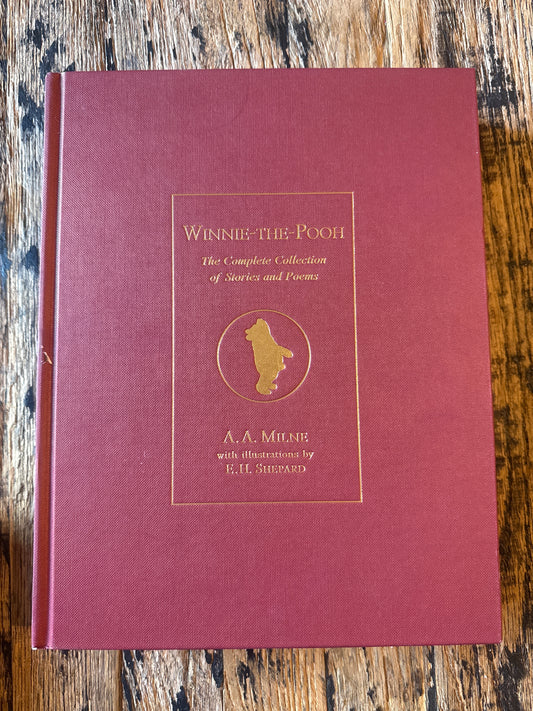 WINNIE-THE-POOH
The Complete Collection
of Stories and Poems
A. A. MILNE
with illustrations by
E. H. SHEPARD